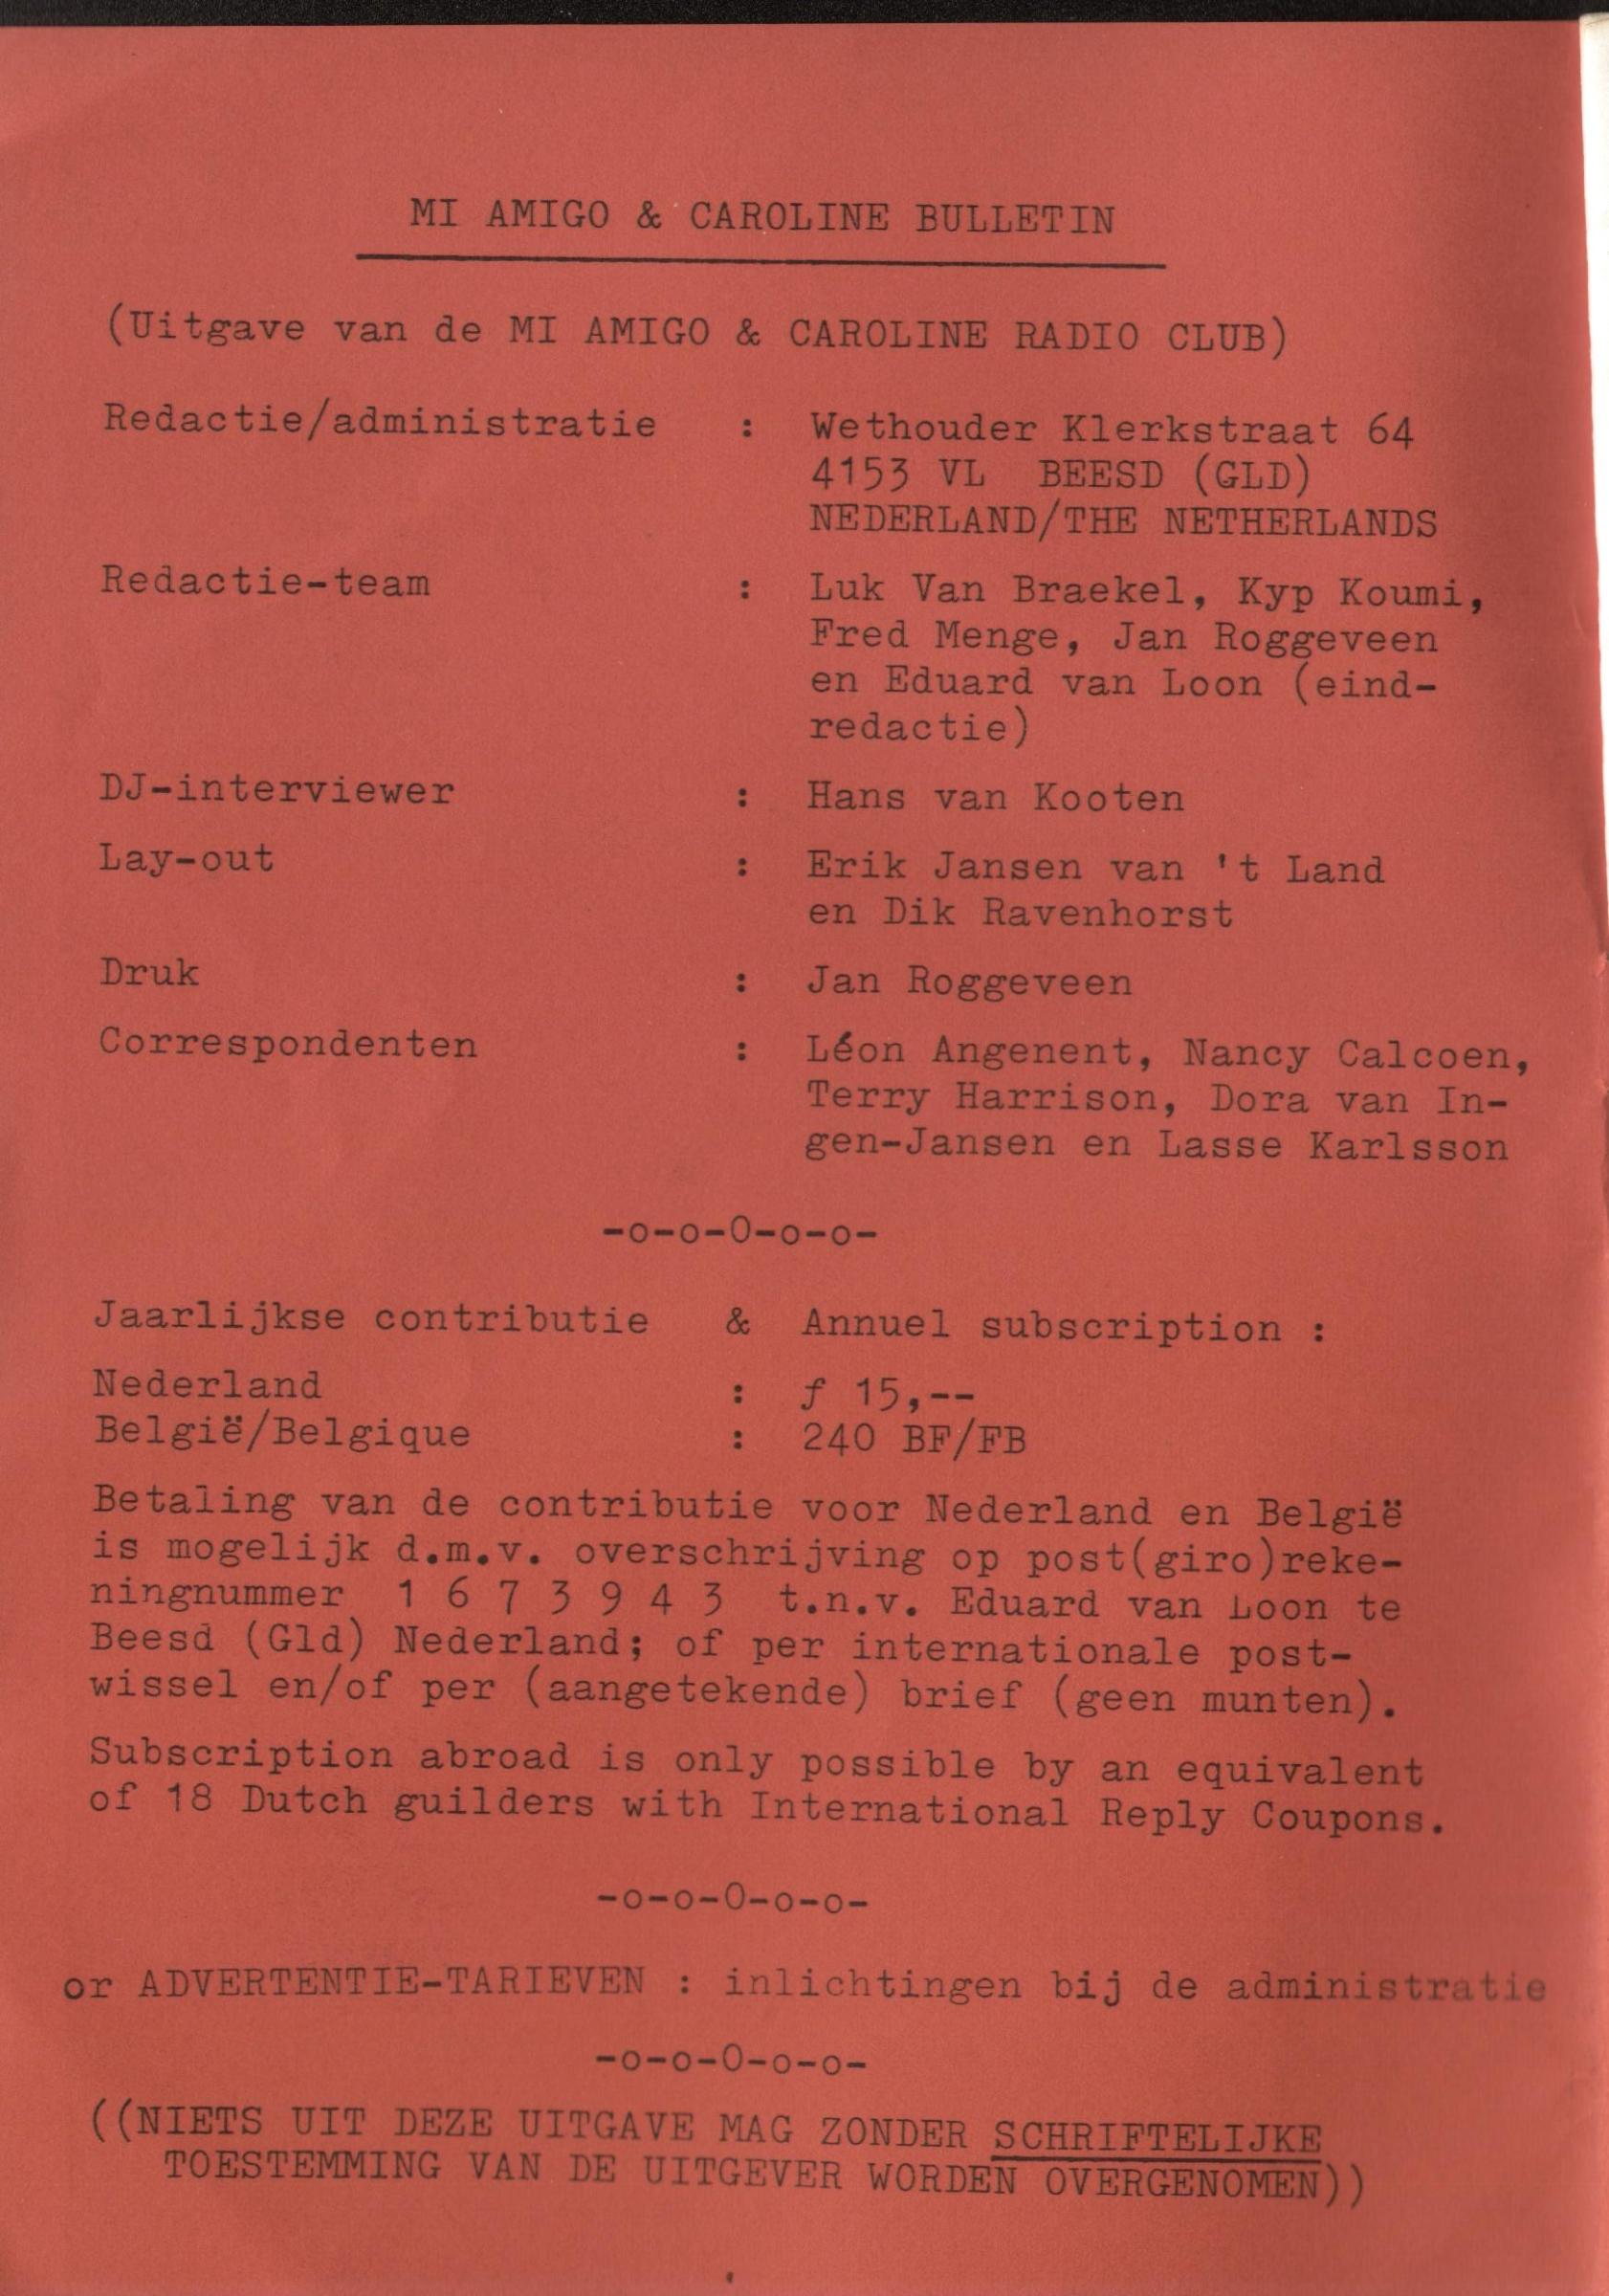 MI AMIGO & CAROLINE BULLETIN
(Uitgave van de MI AMIGO & CAROLINE RADIO CLUB)
Redactie/administratie : Wethouder Klerkstraat 64
4153 VL BEESD (GLD)
NEDERLAND/THE NETHERLANDS
Redactie-team : Luk Van Braekel, Kyp Koumi,
Fred Menge, Jan Roggeveen
en Eduard van Loon (eind-
redactie)
DJ-interviewer : Hans van Kooten
Lay-out : Erik Jansen van 't Land
en Dik Ravenhorst
Druk : Jan Roggeveen
Correspondenten : Léon Angenent, Nancy Calcoen,
Terry Harrison, Dora van In-
gen-Jansen en Lasse Karlsson
-o-o-O-o-o-
Jaarlijkse contributie & Annuel subscription :
Nederland : ƒ 15,--
België/Belgique : 240 BF/FB
Betaling van de contributie voor Nederland en België
is mogelijk d.m.v. overschrijving op post(giro)reke-
ningnummer 1 6 7 3 9 4 3 t.n.v. Eduard van Loon te
Beesd (Gld) Nederland; of per internationale post-
wissel en/of per (aangetekende) brief (geen munten).
Subscription abroad is only possible by an equivalent
of 18 Dutch guilders with International Reply Coupons.
-o-o-O-o-o-
or ADVERTENTIE-TARIEVEN : inlichtingen bij de administratie
-o-o-O-o-o-
((NIETS UIT DEZE UITGAVE MAG ZONDER SCHRIFTELIJKE
TOESTEMMING VAN DE UITGEVER WORDEN OVERGENOMEN))